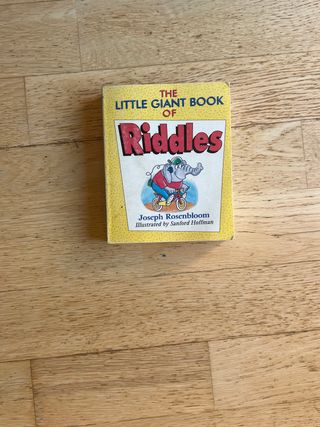 THE
LITTLE GIANT BOOK
OF
Riddles
Joseph Rosenbloom
Illustrated by Sanford Hoffman